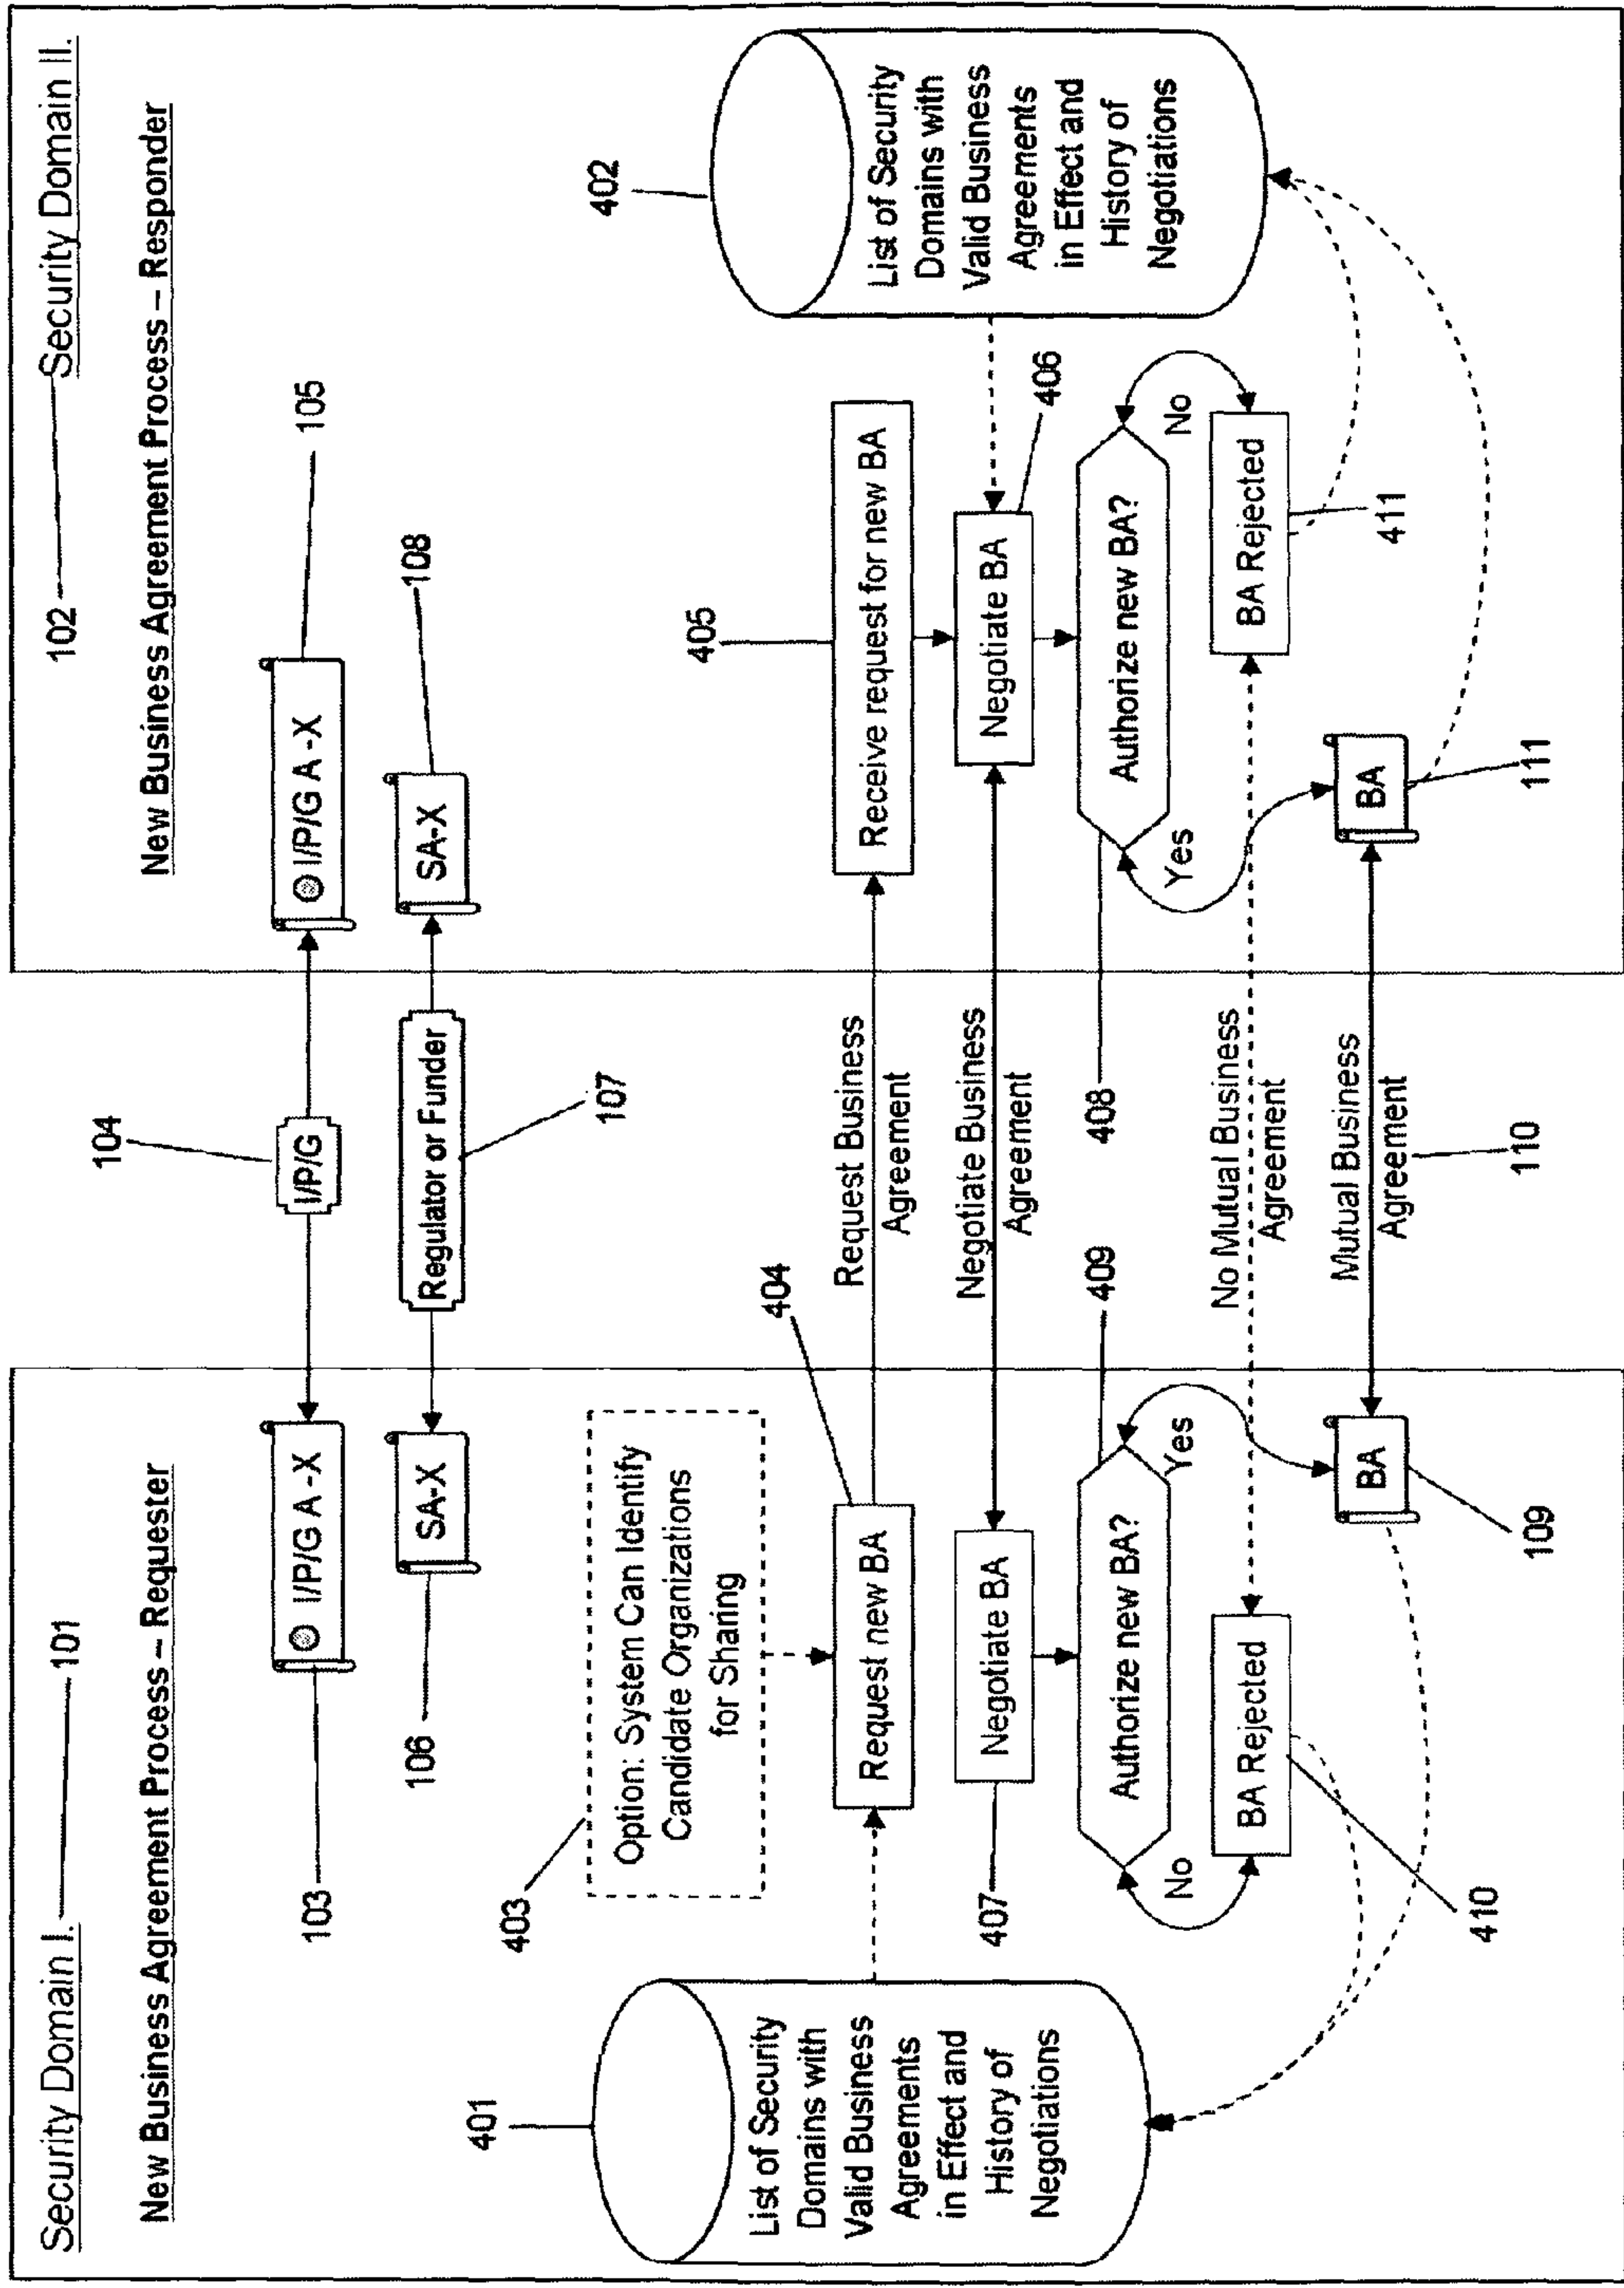 Security Domain I.
101
New Business Agreement Process – Requester
I/P/G A -X
103
SA-X
106
Option: System Can Identify
Candidate Organizations
for Sharing
403
401
List of Security
Domains with
Valid Business
Agreements
in Effect and
History of
Negotiations
Request new BA
404
Negotiate BA
407
Authorize new BA?
409
No
Yes
BA Rejected
410
BA
109
104
I/P/G
Regulator or Funder
107
Request Business
Agreement
Negotiate Business
Agreement
408
No Mutual Business
Agreement
Mutual Business
Agreement
110
102
Security Domain II.
New Business Agreement Process – Responder
I/P/G A -X
105
SA-X
108
405
Receive request for new BA
402
List of Security
Domains with
Valid Business
Agreements
in Effect and
History of
Negotiations
Negotiate BA
406
Authorize new BA?
Yes
No
BA Rejected
411
BA
111